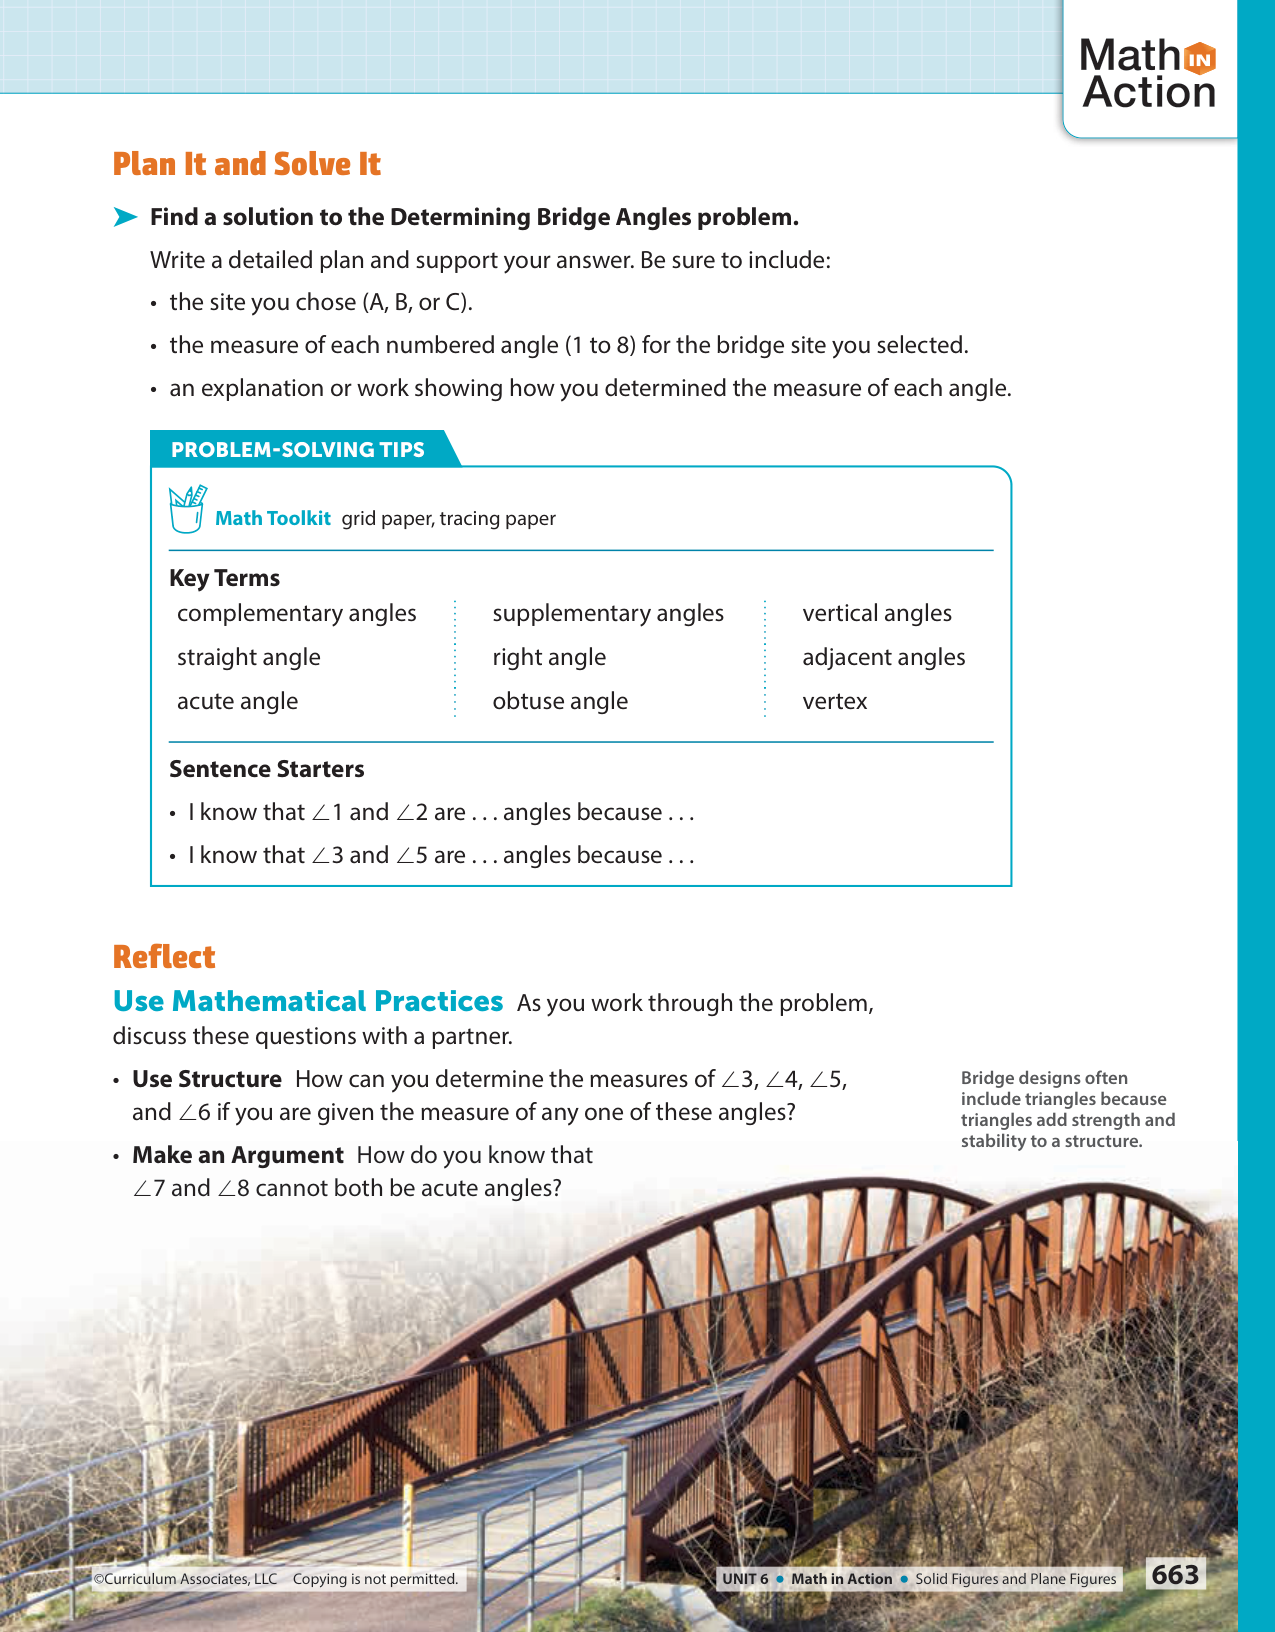 Math IN
Action
Plan It and Solve It
Find a solution to the Determining Bridge Angles problem.
Write a detailed plan and support your answer. Be sure to include:
• the site you chose (A, B, or C).
• the measure of each numbered angle (1 to 8) for the bridge site you selected.
• an explanation or work showing how you determined the measure of each angle.
PROBLEM-SOLVING TIPS
Math Toolkit grid paper, tracing paper
Key Terms
complementary angles supplementary angles vertical angles
straight angle right angle adjacent angles
acute angle obtuse angle vertex
Sentence Starters
• I know that ∠1 and ∠2 are . . . angles because . . .
• I know that ∠3 and ∠5 are . . . angles because . . .
Reflect
Use Mathematical Practices As you work through the problem,
discuss these questions with a partner.
• Use Structure How can you determine the measures of ∠3, ∠4, ∠5,
and ∠6 if you are given the measure of any one of these angles?
• Make an Argument How do you know that
∠7 and ∠8 cannot both be acute angles?
Bridge designs often
include triangles because
triangles add strength and
stability to a structure.
©Curriculum Associates, LLC Copying is not permitted.
UNIT 6 • Math in Action • Solid Figures and Plane Figures 663